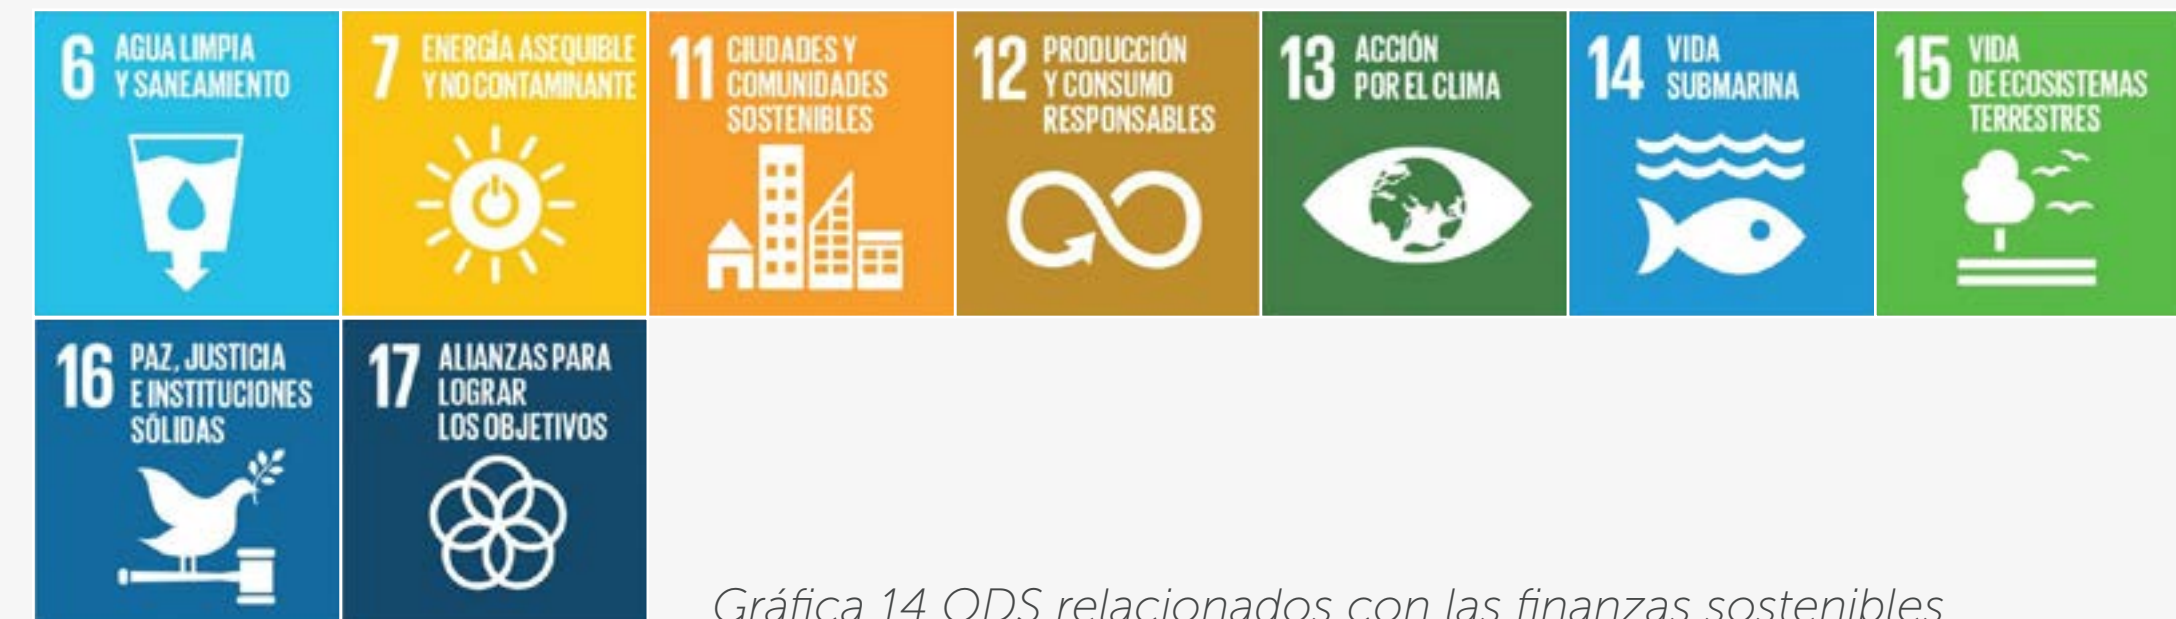 6 AGUA LIMPIA
Y SANEAMIENTO
7 ENERGÍA ASEQUIBLE
Y NO CONTAMINANTE
11 CIUDADES Y
COMUNIDADES
SOSTENIBLES
12 PRODUCCIÓN
Y CONSUMO
RESPONSABLES
13 ACCIÓN
POR EL CLIMA
14 VIDA
SUBMARINA
15 VIDA
DE ECOSISTEMAS
TERRESTRES
16 PAZ, JUSTICIA
E INSTITUCIONES
SÓLIDAS
17 ALIANZAS PARA
LOGRAR
LOS OBJETIVOS
Gráfica 14 ODS relacionados con las finanzas sostenibles